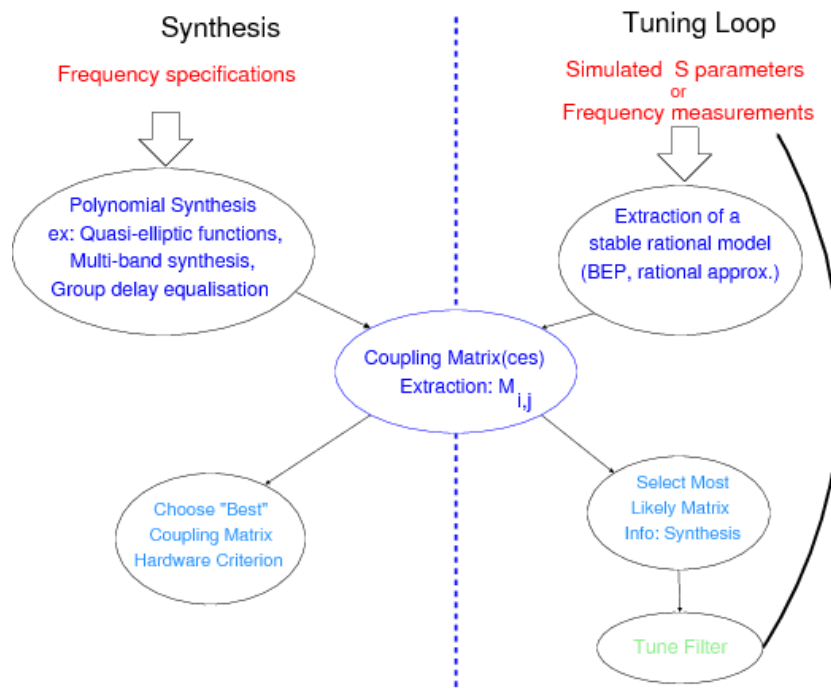 Synthesis
Frequency specifications
Polynomial Synthesis
ex: Quasi-elliptic functions,
Multi-band synthesis,
Group delay equalisation
Tuning Loop
Simulated S parameters
or
Frequency measurements
Extraction of a
stable rational model
(BEP, rational approx.)
Coupling Matrix(ces)
Extraction: M i,j
Choose "Best"
Coupling Matrix
Hardware Criterion
Select Most
Likely Matrix
Info: Synthesis
Tune Filter